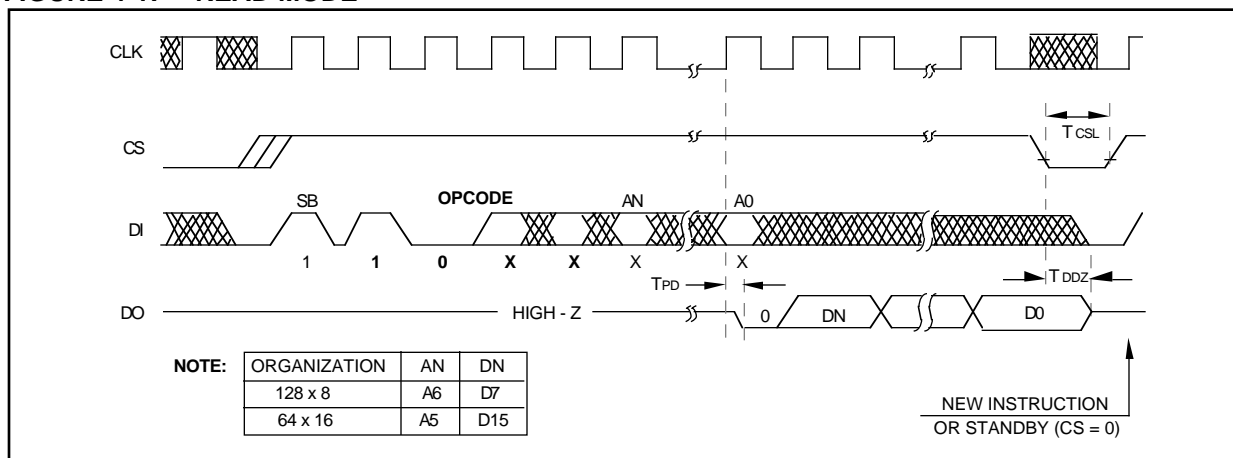 CLK
T CSL
CS
SB OPCODE AN A0
DI
1 1 0 X X X X
TPD T DDZ
DO HIGH - Z 0 DN D0
NOTE: ORGANIZATION AN DN
128 x 8 A6 D7
64 x 16 A5 D15
NEW INSTRUCTION
OR STANDBY (CS = 0)